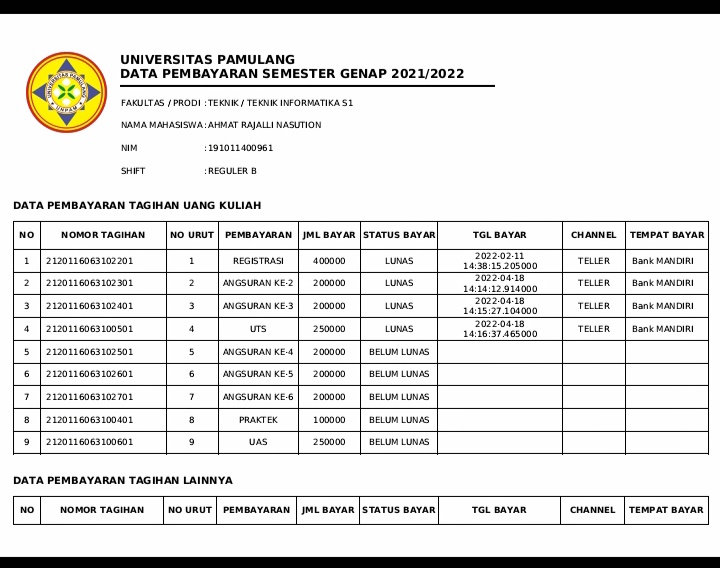 UNIVERSITAS PAMULANG
DATA PEMBAYARAN SEMESTER GENAP 2021/2022
UNIVERSITAS PAMULANG
UNPAM
FAKULTAS / PRODI : TEKNIK / TEKNIK INFORMATIKA S1
NAMA MAHASISWA : AHMAT RAJALLI NASUTION
NIM : 191011400961
SHIFT : REGULER B
DATA PEMBAYARAN TAGIHAN UANG KULIAH
NO NOMOR TAGIHAN NO URUT PEMBAYARAN JML BAYAR STATUS BAYAR TGL BAYAR CHANNEL TEMPAT BAYAR
1 2120116063102201 1 REGISTRASI 400000 LUNAS 2022-02-11 14:38:15.205000 TELLER Bank MANDIRI
2 2120116063102301 2 ANGSURAN KE-2 200000 LUNAS 2022-04-18 14:14:12.914000 TELLER Bank MANDIRI
3 2120116063102401 3 ANGSURAN KE-3 200000 LUNAS 2022-04-18 14:15:27.104000 TELLER Bank MANDIRI
4 2120116063100501 4 UTS 250000 LUNAS 2022-04-18 14:16:37.465000 TELLER Bank MANDIRI
5 2120116063102501 5 ANGSURAN KE-4 200000 BELUM LUNAS
6 2120116063102601 6 ANGSURAN KE-5 200000 BELUM LUNAS
7 2120116063102701 7 ANGSURAN KE-6 200000 BELUM LUNAS
8 2120116063100401 8 PRAKTEK 100000 BELUM LUNAS
9 2120116063100601 9 UAS 250000 BELUM LUNAS
DATA PEMBAYARAN TAGIHAN LAINNYA
NO NOMOR TAGIHAN NO URUT PEMBAYARAN JML BAYAR STATUS BAYAR TGL BAYAR CHANNEL TEMPAT BAYAR